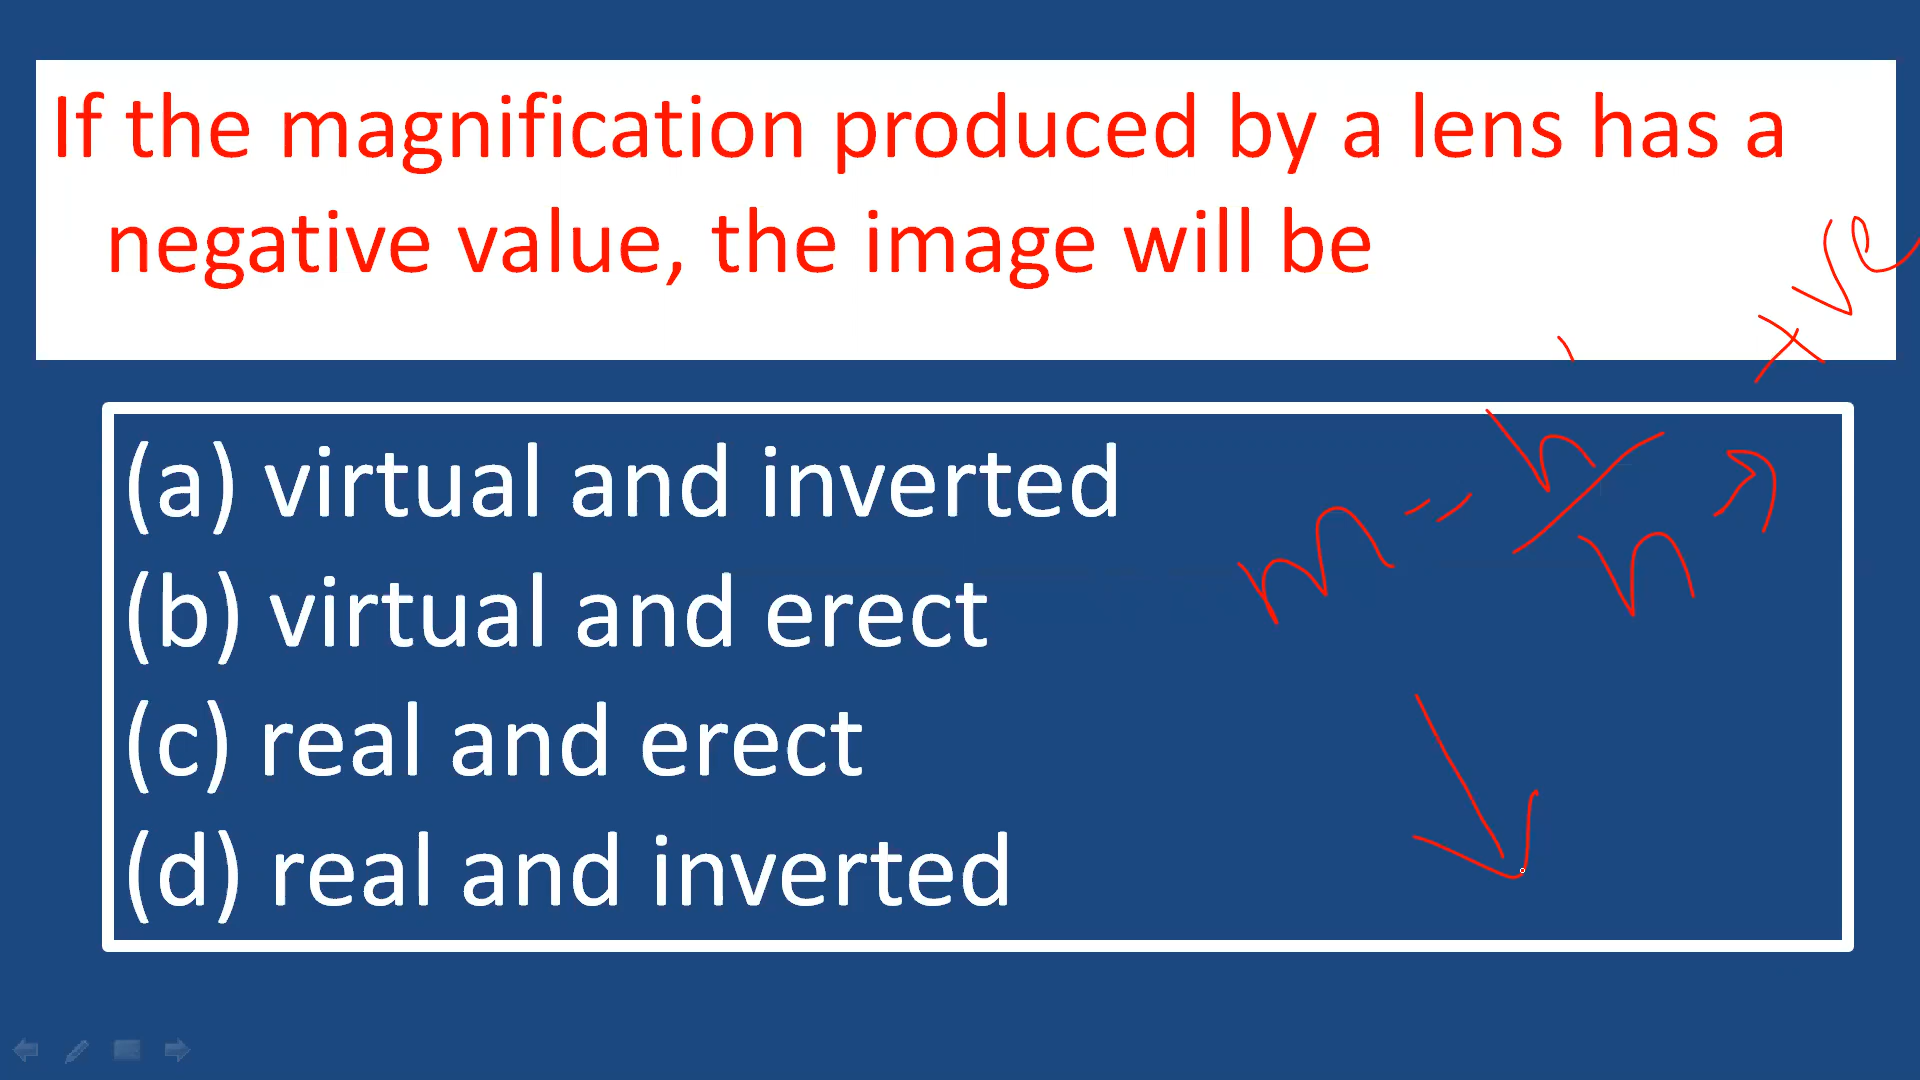 If the magnification produced by a lens has a
negative value, the image will be
+ve
m = h'/h
(a) virtual and inverted
(b) virtual and erect
(c) real and erect
(d) real and inverted